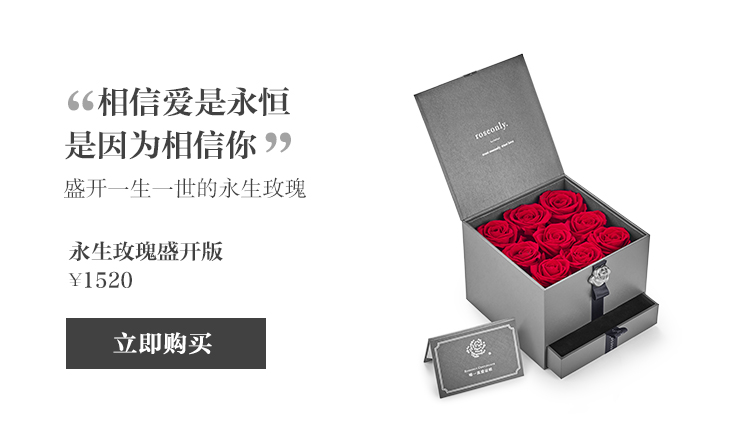 “相信爱是永恒
是因为相信你”
盛开一生一世的永生玫瑰
永生玫瑰盛开版
¥1520
立即购买
roseonly.